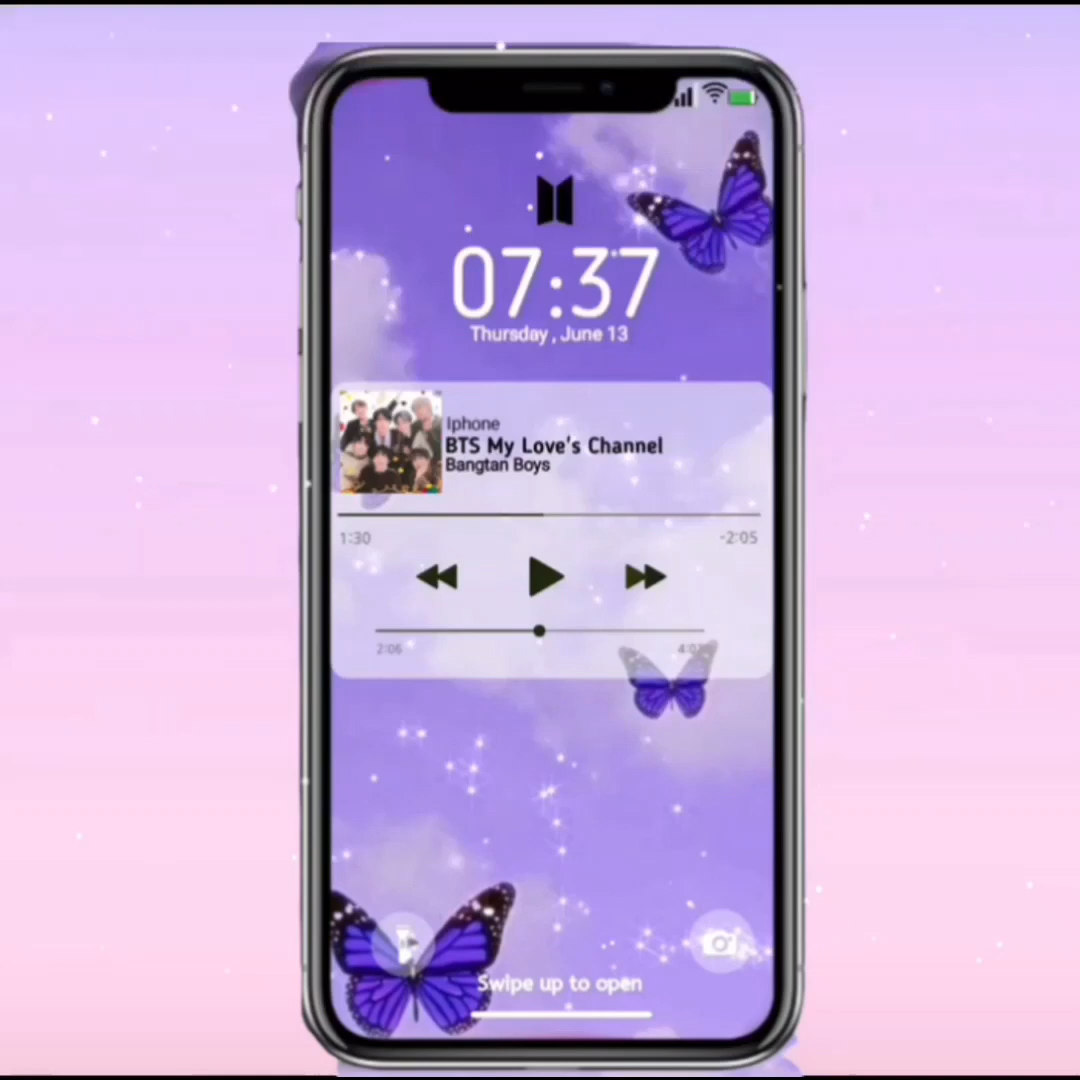 07:37
Thursday , June 13
Iphone
BTS My Love's Channel
Bangtan Boys
1:30 -2:05
2:06
Swipe up to open